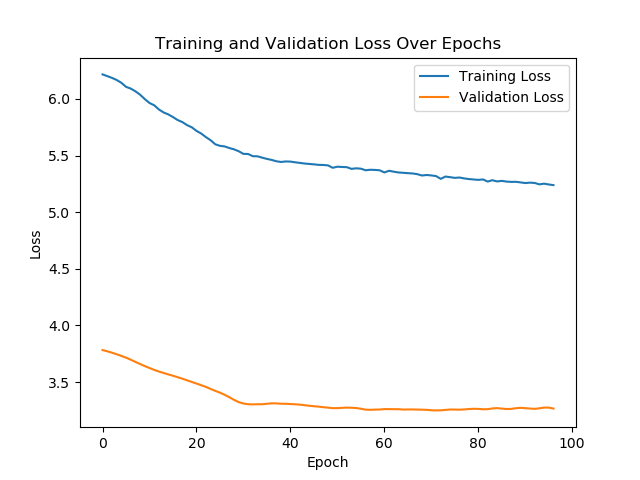 Training and Validation Loss Over Epochs
Training Loss
Validation Loss
6.0
5.5
5.0
4.5
4.0
3.5
Loss
0 20 40 60 80 100
Epoch